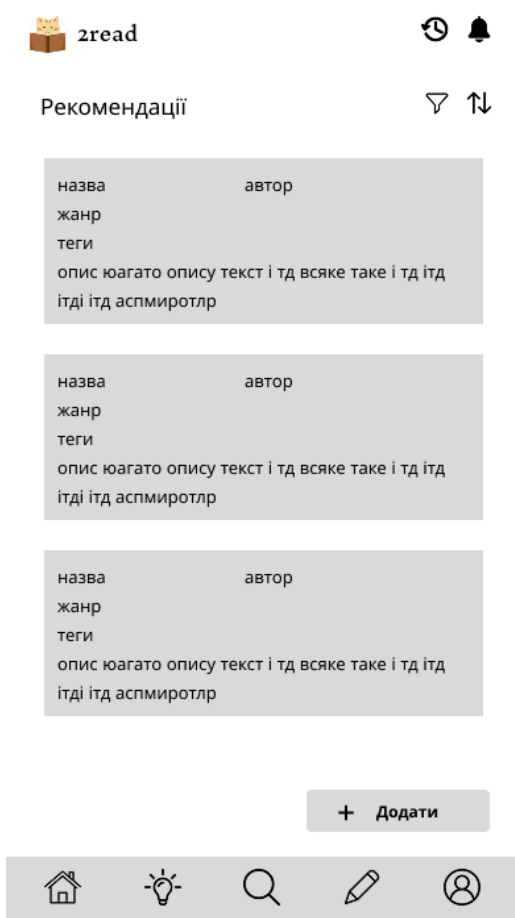 2read
Рекомендації
назва автор
жанр
теги
опис юагато опису текст і тд всяке таке і тд ітд
ітді ітд аспмиротлр
назва автор
жанр
теги
опис юагато опису текст і тд всяке таке і тд ітд
ітді ітд аспмиротлр
назва автор
жанр
теги
опис юагато опису текст і тд всяке таке і тд ітд
ітді ітд аспмиротлр
+ Додати